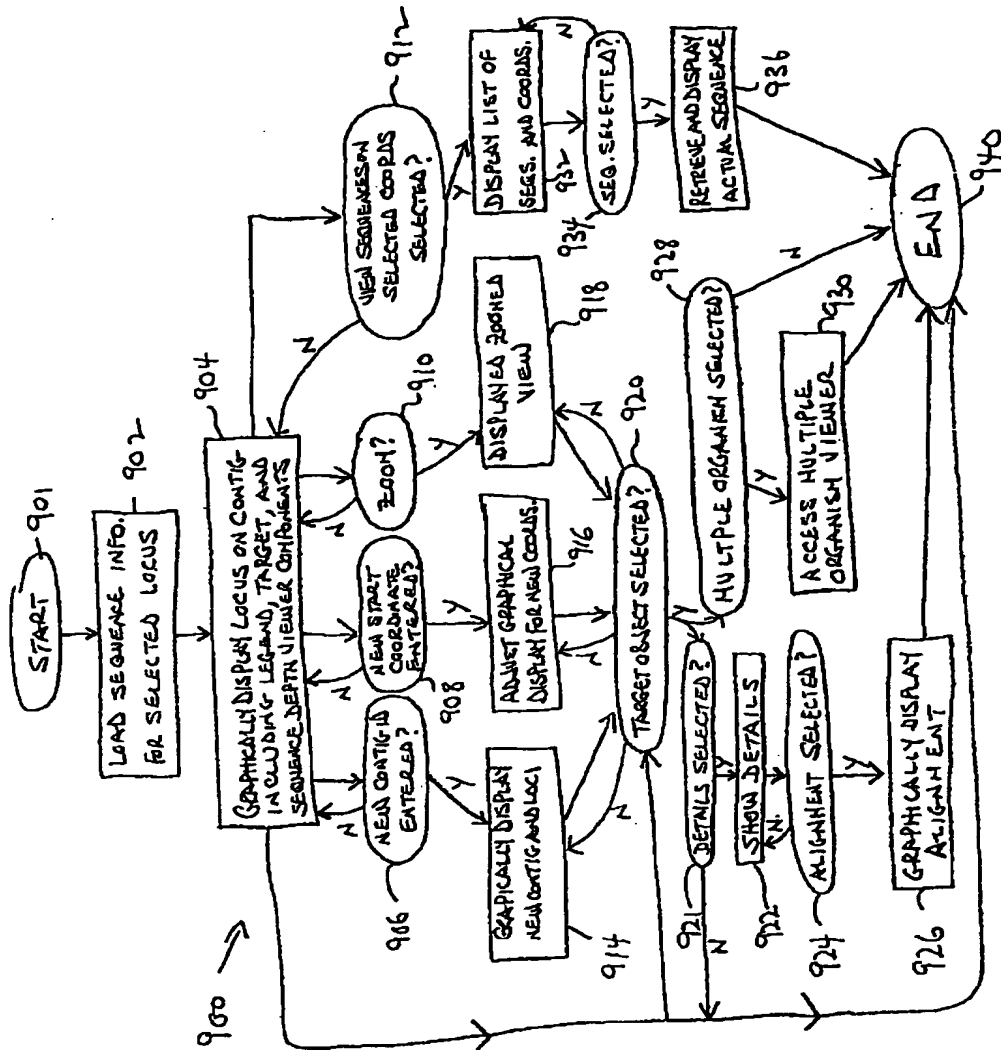 900
START
901
LOAD SEQUENCE INFO.
FOR SELECTED LOCUS
902
GRAPHICALLY DISPLAY LOCUS ON CONTIG-
INCLUDING LEGEND, TARGET, AND
SEQUENCE DEPTH VIEWER COMPONENTS
904
NEW CONTIG ID
ENTERED?
906
N
Y
NEW START
COORDINATE
ENTERED?
908
N
Y
ZOOM?
910
N
Y
VIEW SEQUENCES ON
SELECTED COORDS
SELECTED?
912
N
Y
GRAPICALLY DISPLAY
NEW CONTIG AND LOCI
914
ADJUST GRAPHICAL
DISPLAY FOR NEW COORDS.
916
DISPLAYED ZOOMED
VIEW
918
DISPLAY LIST OF
SEQS. AND COORDS.
932
SEQ. SELECTED?
934
N
Y
RETRIEVE AND DISPLAY
ACTUAL SEQUENCE
936
TARGET OBJECT SELECTED?
920
N
N
N
Y
DETAILS SELECTED?
921
Y
N
SHOW DETAILS
922
N
ALIGNMENT SELECTED?
924
Y
GRAPHICALLY DISPLAY
ALIGNMENT
926
MULTIPLE ORGANISM SELECTED?
928
N
Y
ACCESS MULTIPLE
ORGANISM VIEWER
930
END
940